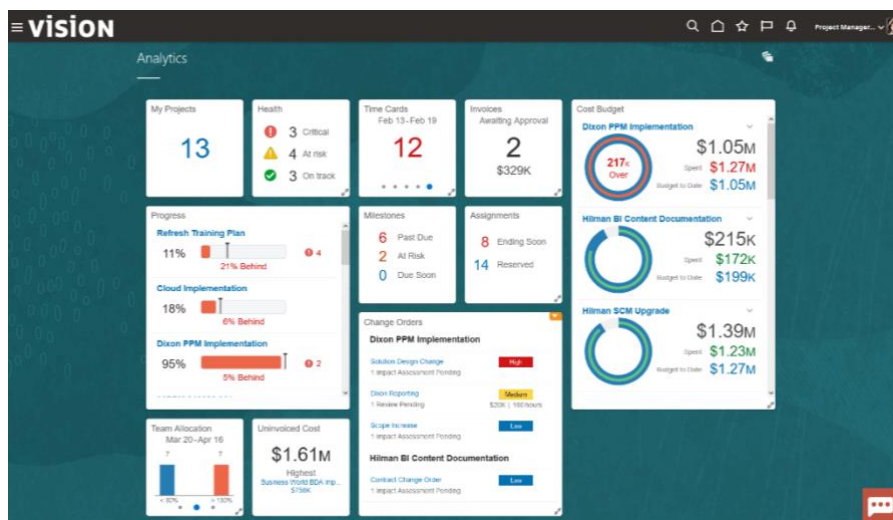 vision
Project Manager...
Analytics
My Projects
13
Health
3 Critical
4 At risk
3 On track
Time Cards
Feb 13-Feb 19
12
Invoices
Awaiting Approval
2
$329K
Cost Budget
Dixon PPM Implementation
$1.05M
217K
Over
Spent $1.27M
Budget to Date $1.05M
Hilman BI Content Documentation
$215K
Spent $172K
Budget to Date $199K
Hilman SCM Upgrade
$1.39M
Spent $1.23M
Budget to Date $1.27M
Progress
Refresh Training Plan
11%
4
21% Behind
Cloud Implementation
18%
6% Behind
Dixon PPM Implementation
95%
2
5% Behind
Milestones
6 Past Due
2 At Risk
0 Due Soon
Assignments
8 Ending Soon
14 Reserved
Change Orders
Dixon PPM Implementation
Solution Design Change High
1 Impact Assessment Pending
Dixon Reporting Medium
1 Review Pending $20K | 160 hours
Scope Increase Low
1 Impact Assessment Pending
Hilman BI Content Documentation
Contract Change Order Low
1 Impact Assessment Pending
Team Allocation
Mar 20-Apr 16
7 7
Uninvoiced Cost
$1.61M
Highest
Business World BDA Imp...